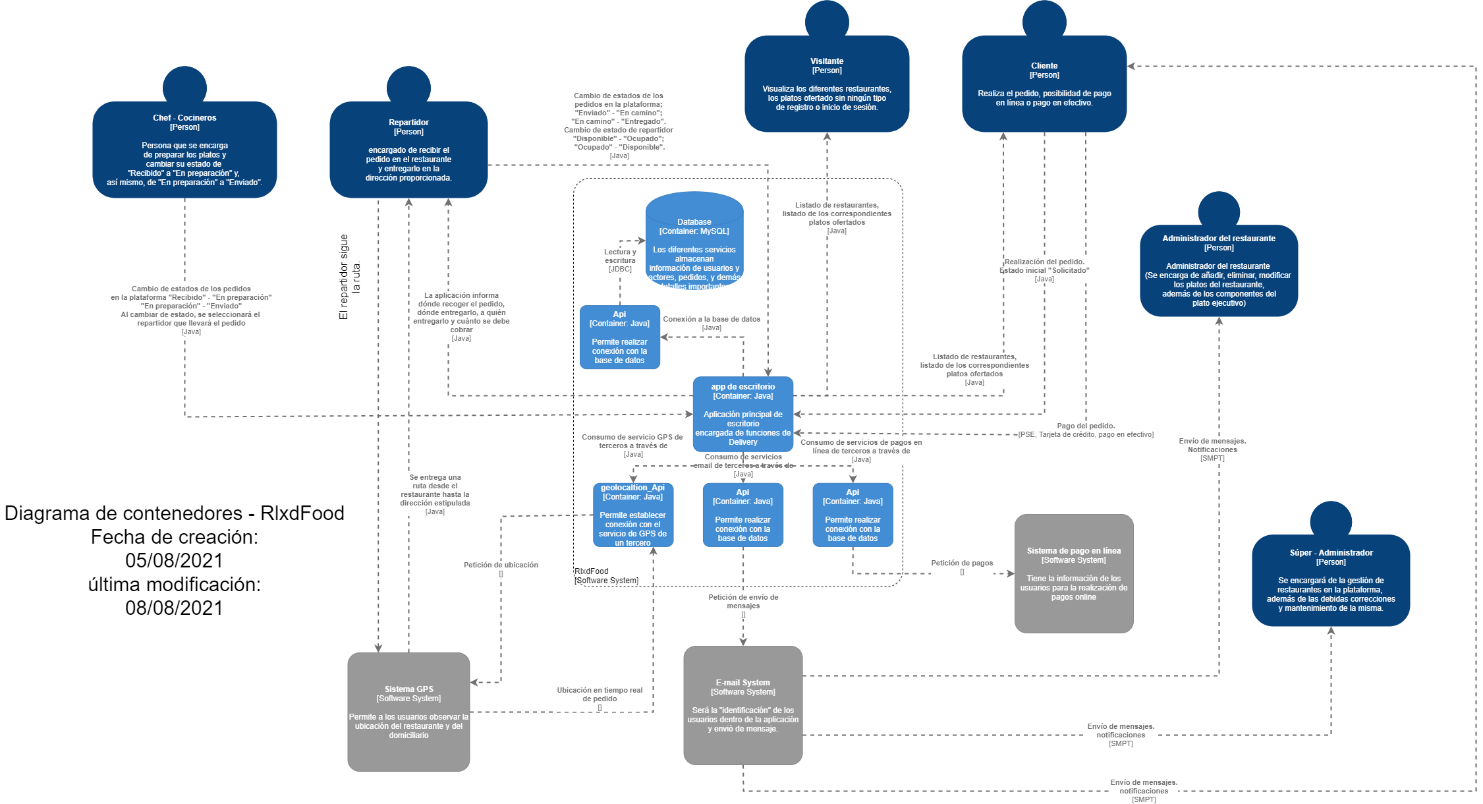 Visitante
[Person]
Visualiza los diferentes restaurantes,
los platos ofertado sin ningún tipo
de registro o inicio de sesión.
Cliente
[Person]
Realiza el pedido, posibilidad de pago
en línea o pago en efectivo.
Chef - Cocineros
[Person]
Persona que se encarga
de preparar los platos y
cambiar su estado de
"Recibido" a "En preparación" y,
así mismo, de "En preparación" a "Enviado".
Repartidor
[Person]
encargado de recibir el
pedido en el restaurante
y entregarlo en la
dirección proporcionada.
Cambio de estados de los
pedidos en la plataforma;
"Enviado" - "En camino";
"En camino" - "Entregado".
Cambio de estado de repartidor
"Disponible" - "Ocupado";
"Ocupado" - "Disponible".
[Java]
Database
[Container: MySQL]
Los diferentes servicios
almacenan
información de usuarios y
actores, pedidos, y demás
detalles importantes
Lectura y
escritura
[JDBC]
Listado de restaurantes,
listado de los correspondientes
platos ofertados
[Java]
Realización del pedido.
Estado inicial "Solicitado"
[Java]
Administrador del restaurante
[Person]
Administrador del restaurante
(Se encarga de añadir, eliminar, modificar
los platos del restaurante,
además de los componentes del
plato ejecutivo)
El repartidor sigue
la ruta.
Cambio de estados de los pedidos
en la plataforma "Recibido" - "En preparación"
"En preparación" - "Enviado"
Al cambiar de estado, se seleccionará el
repartidor que llevará el pedido
[Java]
La aplicación informa
dónde recoger el pedido,
dónde entregarlo, a quién
entregarlo y cuánto se debe
cobrar
[Java]
Api
[Container: Java]
Permite realizar
conexión con la
base de datos
Conexión a la base de datos
[Java]
Listado de restaurantes,
listado de los correspondientes
platos ofertados
[Java]
app de escritorio
[Container: Java]
Aplicación principal de
escritorio
encargada de funciones de
Delivery
Pago del pedido.
[PSE, Tarjeta de crédito, pago en efectivo]
Envío de mensajes.
Notificaciones
[SMPT]
Consumo de servicio GPS de
terceros a través de
[Java]
Consumo de servicios
email de terceros a través de
[Java]
Consumo de servicios de pagos en
línea de terceros a través de
[Java]
Se entrega una
ruta desde el
restaurante hasta la
dirección estipulada
[Java]
geolocaltion_Api
[Container: Java]
Permite establecer
conexión con el
servicio de GPS de
un tercero
Api
[Container: Java]
Permite realizar
conexión con la
base de datos
Api
[Container: Java]
Permite realizar
conexión con la
base de datos
Diagrama de contenedores - RlxdFood
Fecha de creación:
05/08/2021
última modificación:
08/08/2021
RlxdFood
[Software System]
Petición de ubicación
[]
Petición de pagos
[]
Sistema de pago en línea
[Software System]
Tiene la información de los
usuarios para la realización de
pagos online
Súper - Administrador
[Person]
Se encargará de la gestión de
restaurantes en la plataforma,
además de las debidas correcciones
y mantenimiento de la misma.
Petición de envío de
mensajes
[]
Sistema GPS
[Software System]
Permite a los usuarios observar la
ubicación del restaurante y del
domiciliario
Ubicación en tiempo real
de pedido
[]
E-mail System
[Software System]
Será la "identificación" de los
usuarios dentro de la aplicación
y envió de mensaje.
Envío de mensajes.
notificaciones
[SMPT]
Envío de mensajes.
notificaciones
[SMPT]